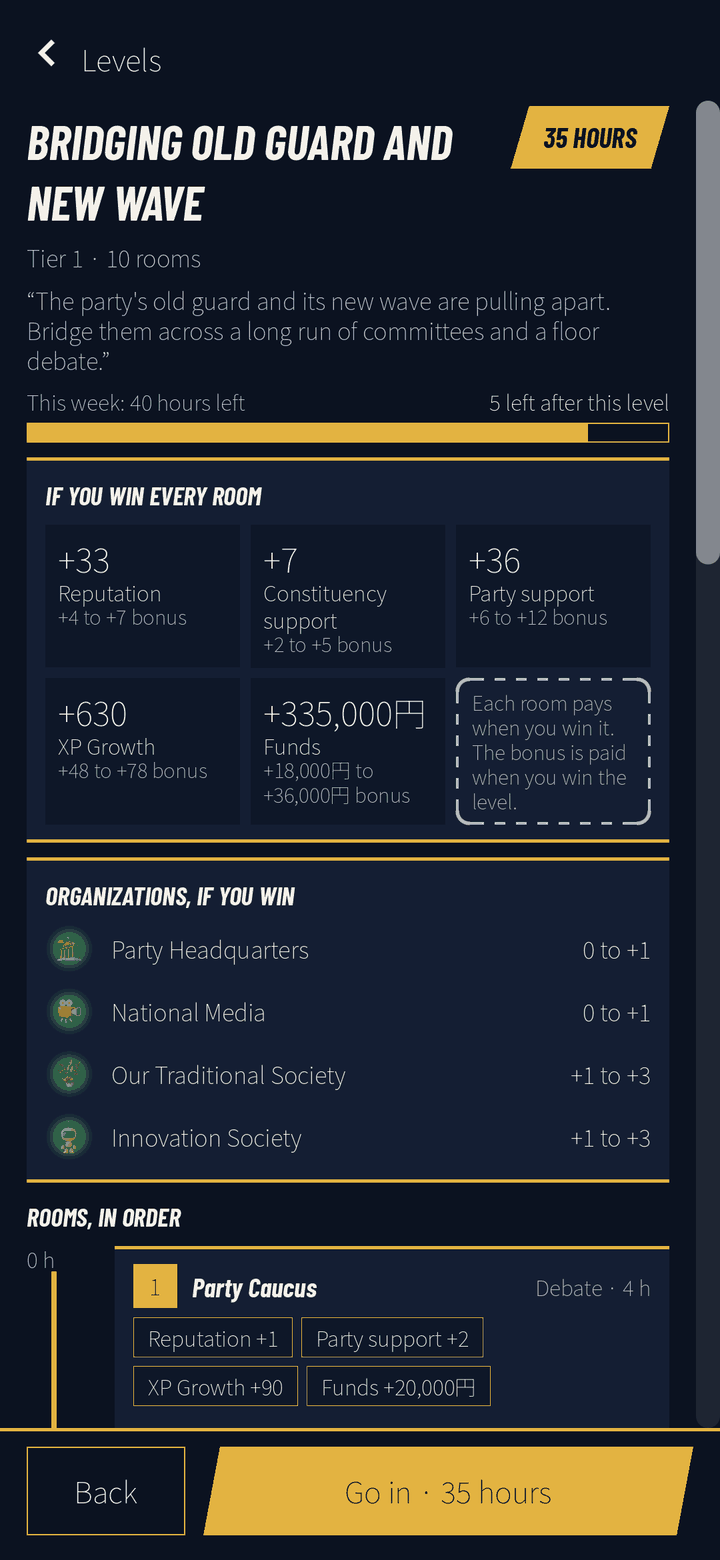 Levels
BRIDGING OLD GUARD AND
NEW WAVE
35 HOURS
Tier 1 · 10 rooms
“The party's old guard and its new wave are pulling apart.
Bridge them across a long run of committees and a floor
debate.”
This week: 40 hours left
5 left after this level
IF YOU WIN EVERY ROOM
+33
Reputation
+4 to +7 bonus
+7
Constituency
support
+2 to +5 bonus
+36
Party support
+6 to +12 bonus
+630
XP Growth
+48 to +78 bonus
+335,000円
Funds
+18,000円 to
+36,000円 bonus
Each room pays
when you win it.
The bonus is paid
when you win the
level.
ORGANIZATIONS, IF YOU WIN
Party Headquarters 0 to +1
National Media 0 to +1
Our Traditional Society +1 to +3
Innovation Society +1 to +3
ROOMS, IN ORDER
0 h
1 Party Caucus Debate · 4 h
Reputation +1 Party support +2
XP Growth +90 Funds +20,000円
Back Go in · 35 hours